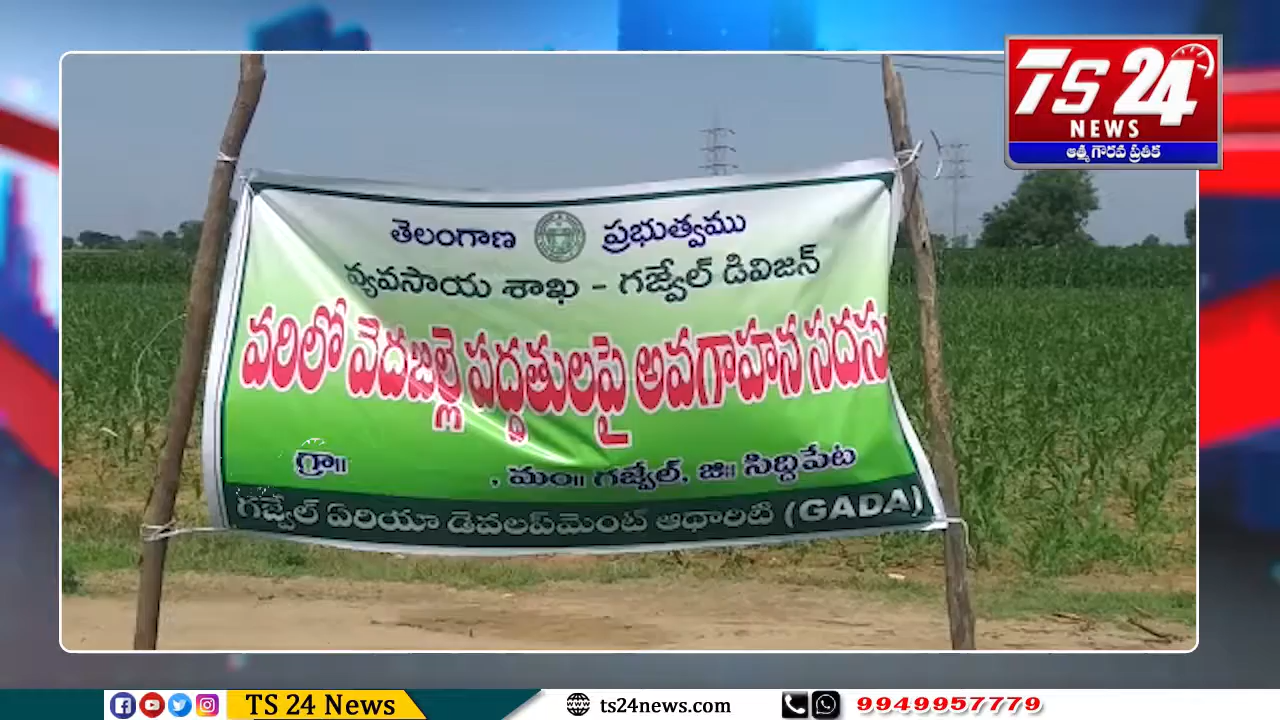 TS 24
NEWS
ఆత్మ గౌరవ ప్రతీక
తెలంగాణ ప్రభుత్వము
వ్యవసాయ శాఖ - గజ్వేల్ డివిజన్
వరిలో వెదజల్లె పద్ధతులపై అవగాహన సదసు
గ్రా॥ , మం॥ గజ్వేల్, జి॥ సిద్దిపేట
గజ్వేల్ ఏరియా డెవలప్‌మెంట్ ఆథారిటి (GADA)
TS 24 News
ts24news.com
9949957779